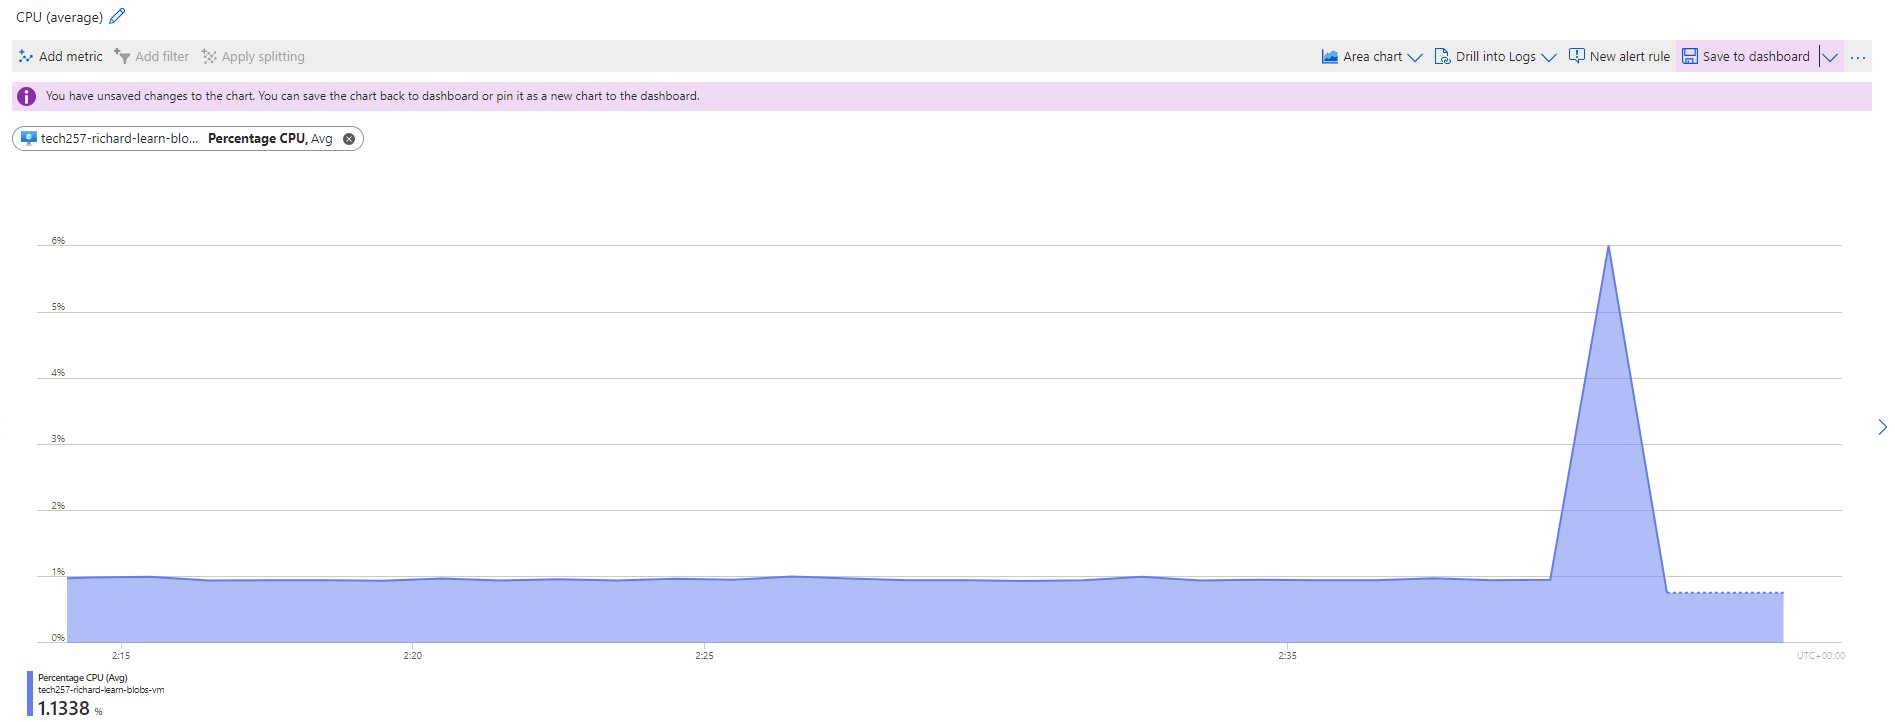 CPU (average)
Add metric Add filter Apply splitting Area chart Drill into Logs New alert rule Save to dashboard ...
You have unsaved changes to the chart. You can save the chart back to dashboard or pin it as a new chart to the dashboard.
tech257-richard-learn-blo... Percentage CPU, Avg
6%
5%
4%
3%
2%
1%
0%
2:15 2:20 2:25 2:35 UTC+00:00
Percentage CPU (Avg)
tech257-richard-learn-blobs-vm
1.1338 %